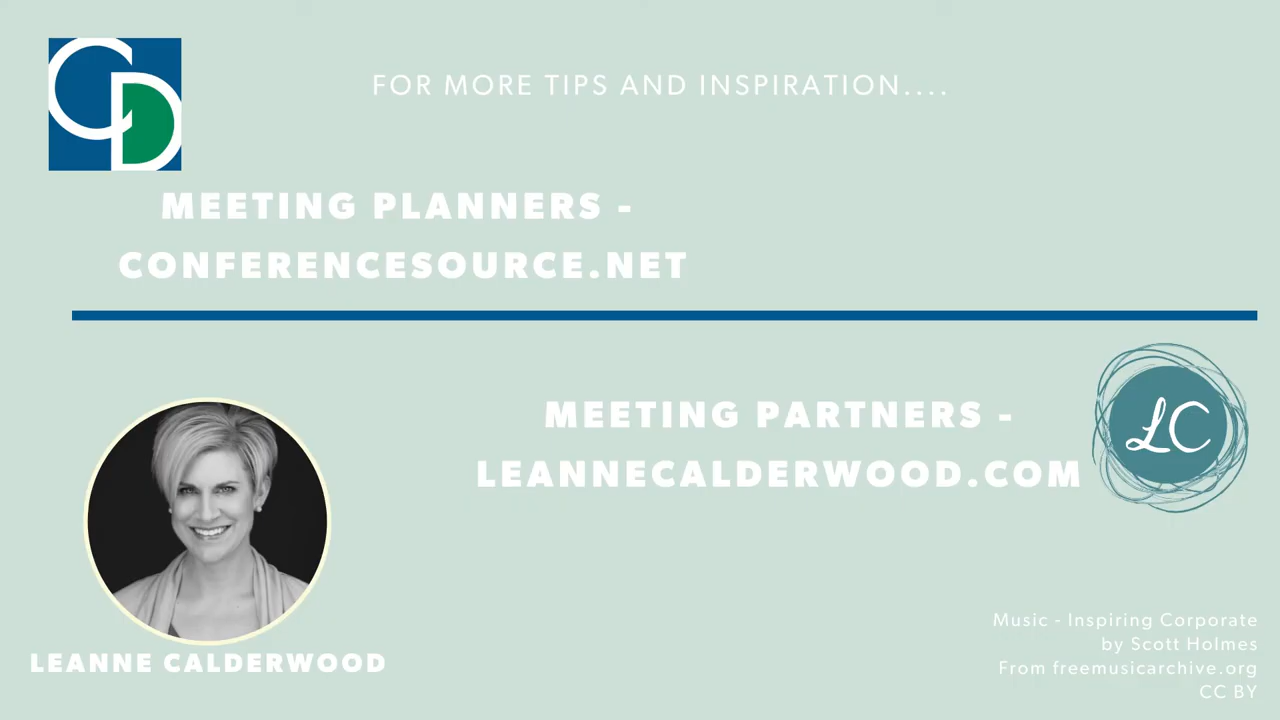 CD
FOR MORE TIPS AND INSPIRATION....
MEETING PLANNERS -
CONFERENCESOURCE.NET
MEETING PARTNERS -
LEANNECALDERWOOD.COM
LC
LEANNE CALDERWOOD
Music - Inspiring Corporate
by Scott Holmes
From freemusicarchive.org
CC BY